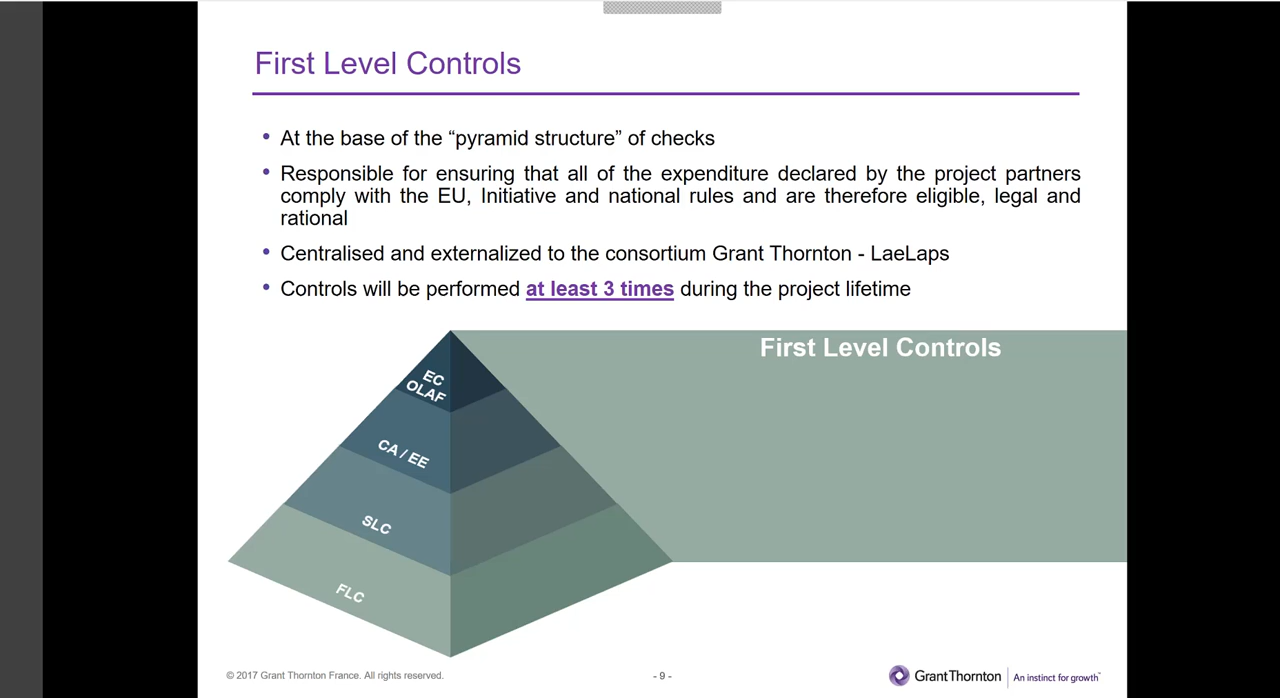 First Level Controls
• At the base of the “pyramid structure” of checks
• Responsible for ensuring that all of the expenditure declared by the project partners
comply with the EU, Initiative and national rules and are therefore eligible, legal and
rational
• Centralised and externalized to the consortium Grant Thornton - LaeLaps
• Controls will be performed at least 3 times during the project lifetime
First Level Controls
EC
OLAF
CA / EE
SLC
FLC
© 2017 Grant Thornton France. All rights reserved.
- 9 -
GrantThornton
An instinct for growth™